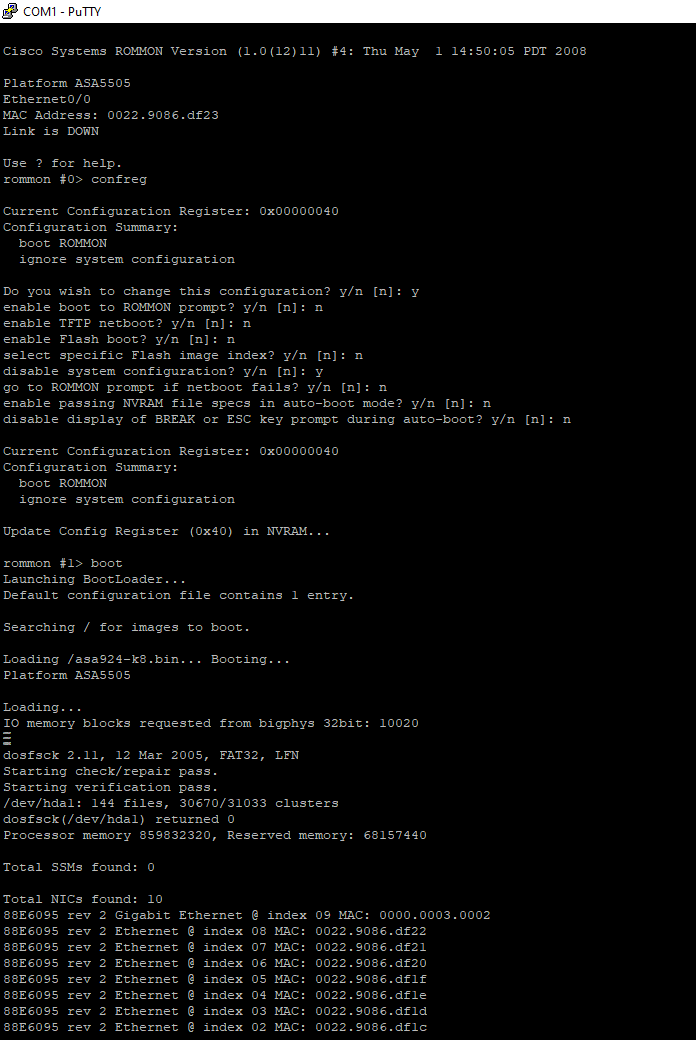 COM1 - PuTTY
Cisco Systems ROMMON Version (1.0(12)11) #4: Thu May  1 14:50:05 PDT 2008
Platform ASA5505
Ethernet0/0
MAC Address: 0022.9086.df23
Link is DOWN
Use ? for help.
rommon #0> confreg
Current Configuration Register: 0x00000040
Configuration Summary:
  boot ROMMON
  ignore system configuration
Do you wish to change this configuration? y/n [n]: y
enable boot to ROMMON prompt? y/n [n]: n
enable TFTP netboot? y/n [n]: n
enable Flash boot? y/n [n]: n
select specific Flash image index? y/n [n]: n
disable system configuration? y/n [n]: y
go to ROMMON prompt if netboot fails? y/n [n]: n
enable passing NVRAM file specs in auto-boot mode? y/n [n]: n
disable display of BREAK or ESC key prompt during auto-boot? y/n [n]: n
Current Configuration Register: 0x00000040
Configuration Summary:
  boot ROMMON
  ignore system configuration
Update Config Register (0x40) in NVRAM...
rommon #1> boot
Launching BootLoader...
Default configuration file contains 1 entry.
Searching / for images to boot.
Loading /asa924-k8.bin... Booting...
Platform ASA5505
Loading...
IO memory blocks requested from bigphys 32bit: 10020
dosfsck 2.11, 12 Mar 2005, FAT32, LFN
Starting check/repair pass.
Starting verification pass.
/dev/hda1: 144 files, 30670/31033 clusters
dosfsck(/dev/hda1) returned 0
Processor memory 859832320, Reserved memory: 68157440
Total SSMs found: 0
Total NICs found: 10
88E6095 rev 2 Gigabit Ethernet @ index 09 MAC: 0000.0003.0002
88E6095 rev 2 Ethernet @ index 08 MAC: 0022.9086.df22
88E6095 rev 2 Ethernet @ index 07 MAC: 0022.9086.df21
88E6095 rev 2 Ethernet @ index 06 MAC: 0022.9086.df20
88E6095 rev 2 Ethernet @ index 05 MAC: 0022.9086.df1f
88E6095 rev 2 Ethernet @ index 04 MAC: 0022.9086.df1e
88E6095 rev 2 Ethernet @ index 03 MAC: 0022.9086.df1d
88E6095 rev 2 Ethernet @ index 02 MAC: 0022.9086.df1c